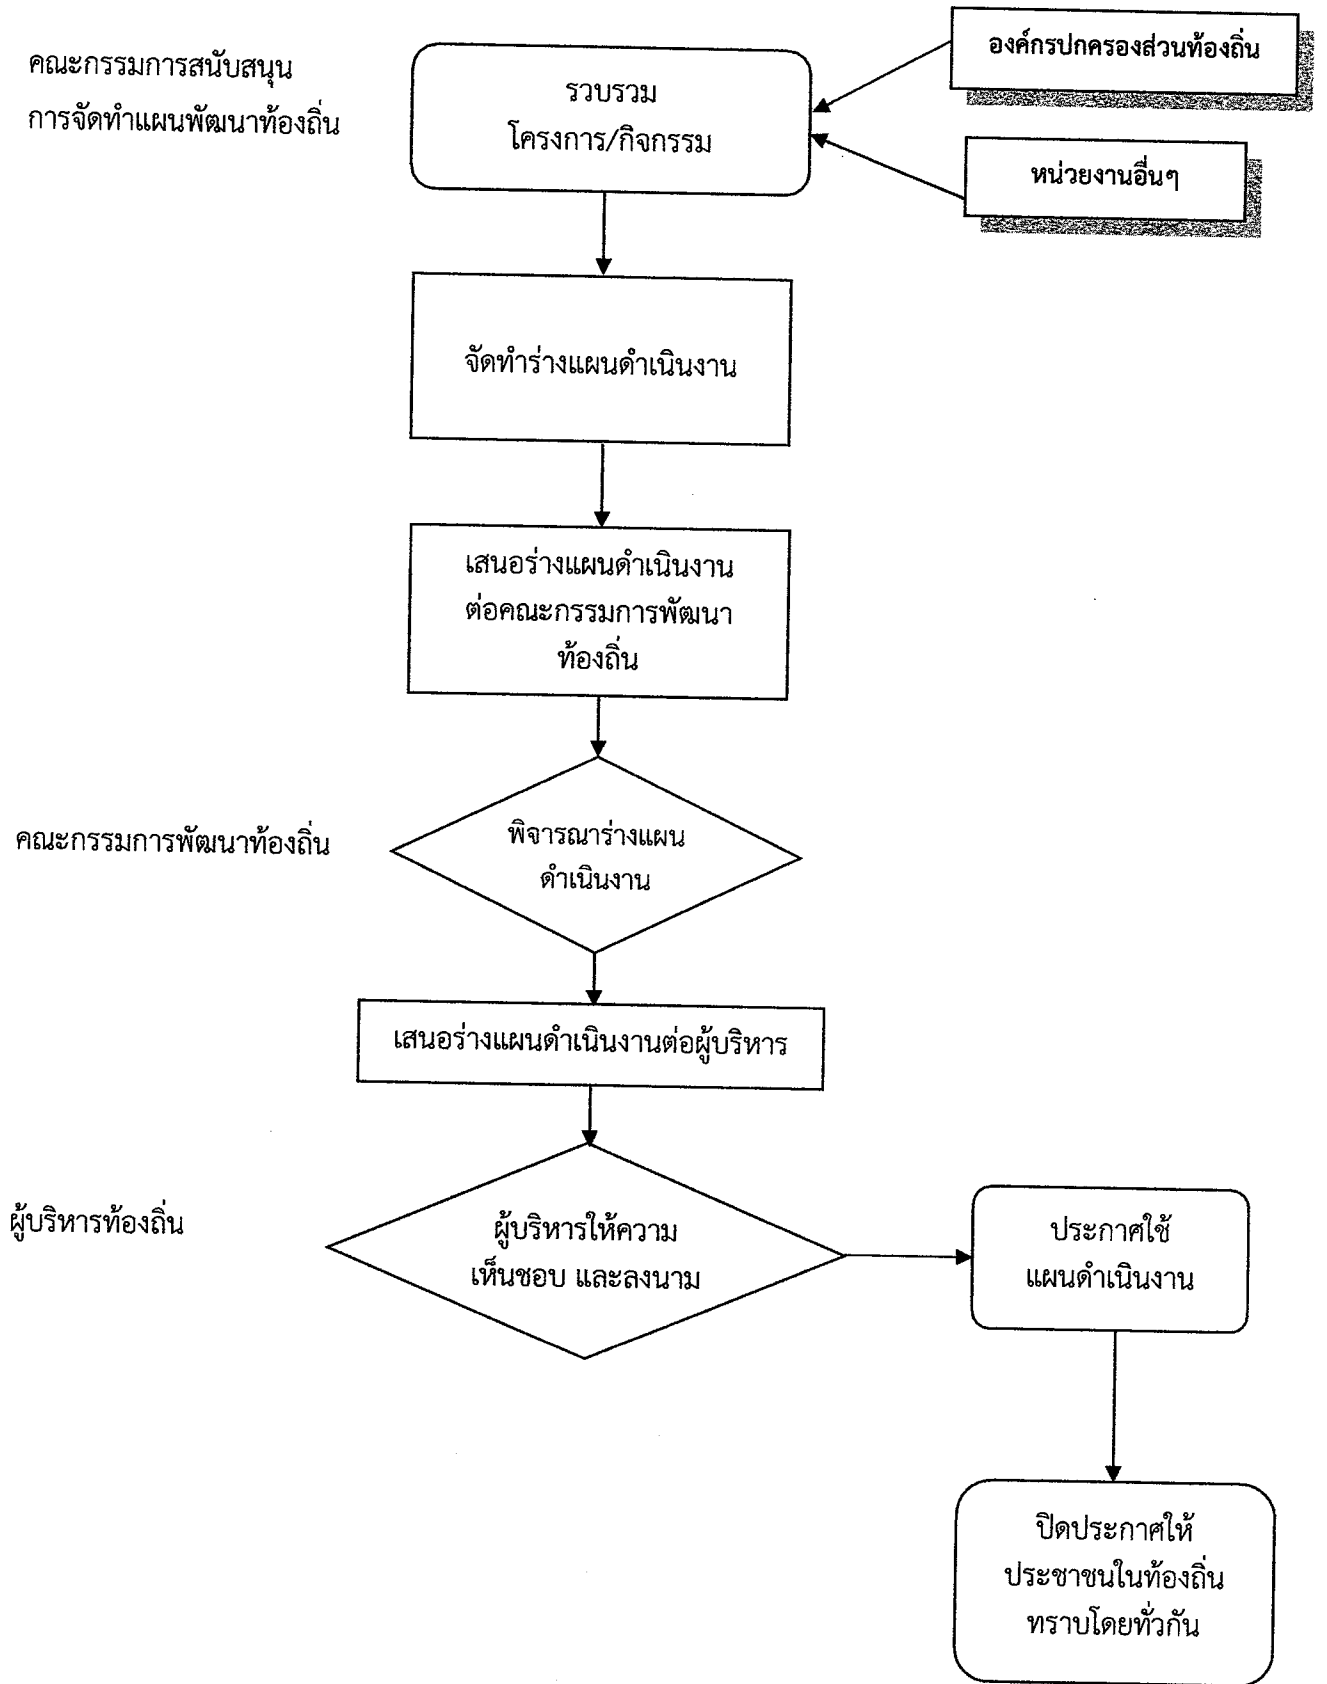 คณะกรรมการสนับสนุน
การจัดทำแผนพัฒนาท้องถิ่น
รวบรวม
โครงการ/กิจกรรม
องค์กรปกครองส่วนท้องถิ่น
หน่วยงานอื่นๆ
จัดทำร่างแผนดำเนินงาน
เสนอร่างแผนดำเนินงาน
ต่อคณะกรรมการพัฒนา
ท้องถิ่น
คณะกรรมการพัฒนาท้องถิ่น
พิจารณาร่างแผน
ดำเนินงาน
เสนอร่างแผนดำเนินงานต่อผู้บริหาร
ผู้บริหารท้องถิ่น
ผู้บริหารให้ความ
เห็นชอบ และลงนาม
ประกาศใช้
แผนดำเนินงาน
ปิดประกาศให้
ประชาชนในท้องถิ่น
ทราบโดยทั่วกัน